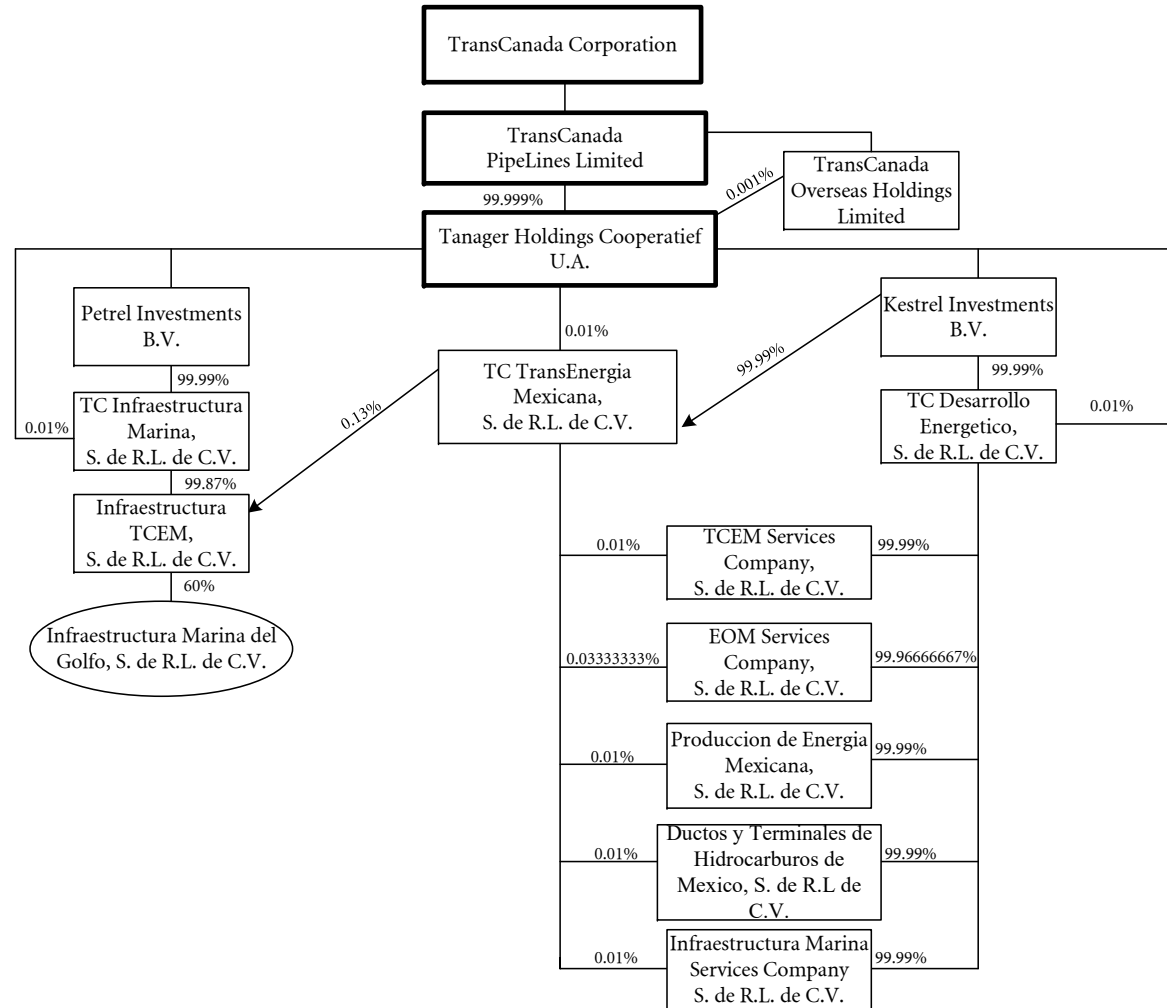 TransCanada Corporation
TransCanada
PipeLines Limited
TransCanada
Overseas Holdings
Limited
0.001%
99.999%
Tanager Holdings Cooperatief
U.A.
Petrel Investments
B.V.
Kestrel Investments
B.V.
0.01%
99.99%
99.99%
99.99%
TC TransEnergia
Mexicana,
S. de R.L. de C.V.
TC Infraestructura
Marina,
S. de R.L. de C.V.
0.01%
0.13%
TC Desarrollo
Energetico,
S. de R.L. de C.V.
0.01%
99.87%
Infraestructura
TCEM,
S. de R.L. de C.V.
60%
Infraestructura Marina del
Golfo, S. de R.L. de C.V.
0.01%
TCEM Services
Company,
S. de R.L. de C.V.
99.99%
0.03333333%
EOM Services
Company,
S. de R.L. de C.V.
99.96666667%
0.01%
Produccion de Energia
Mexicana,
S. de R.L. de C.V.
99.99%
0.01%
Ductos y Terminales de
Hidrocarburos de
Mexico, S. de R.L de
C.V.
99.99%
0.01%
Infraestructura Marina
Services Company
S. de R.L. de C.V.
99.99%